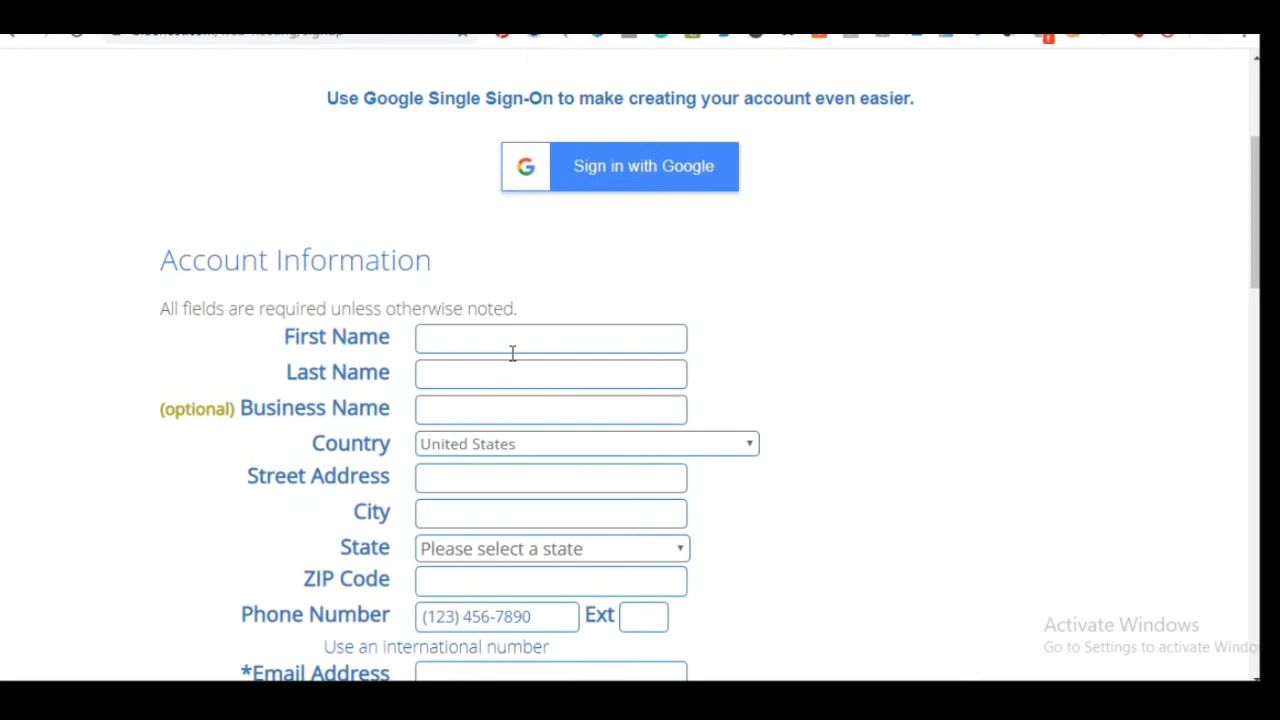 Use Google Single Sign-On to make creating your account even easier.
Sign in with Google
Account Information
All fields are required unless otherwise noted.
First Name
Last Name
(optional) Business Name
Country United States
Street Address
City
State Please select a state
ZIP Code
Phone Number (123) 456-7890 Ext
Use an international number
*Email Address
Activate Windows
Go to Settings to activate Windo